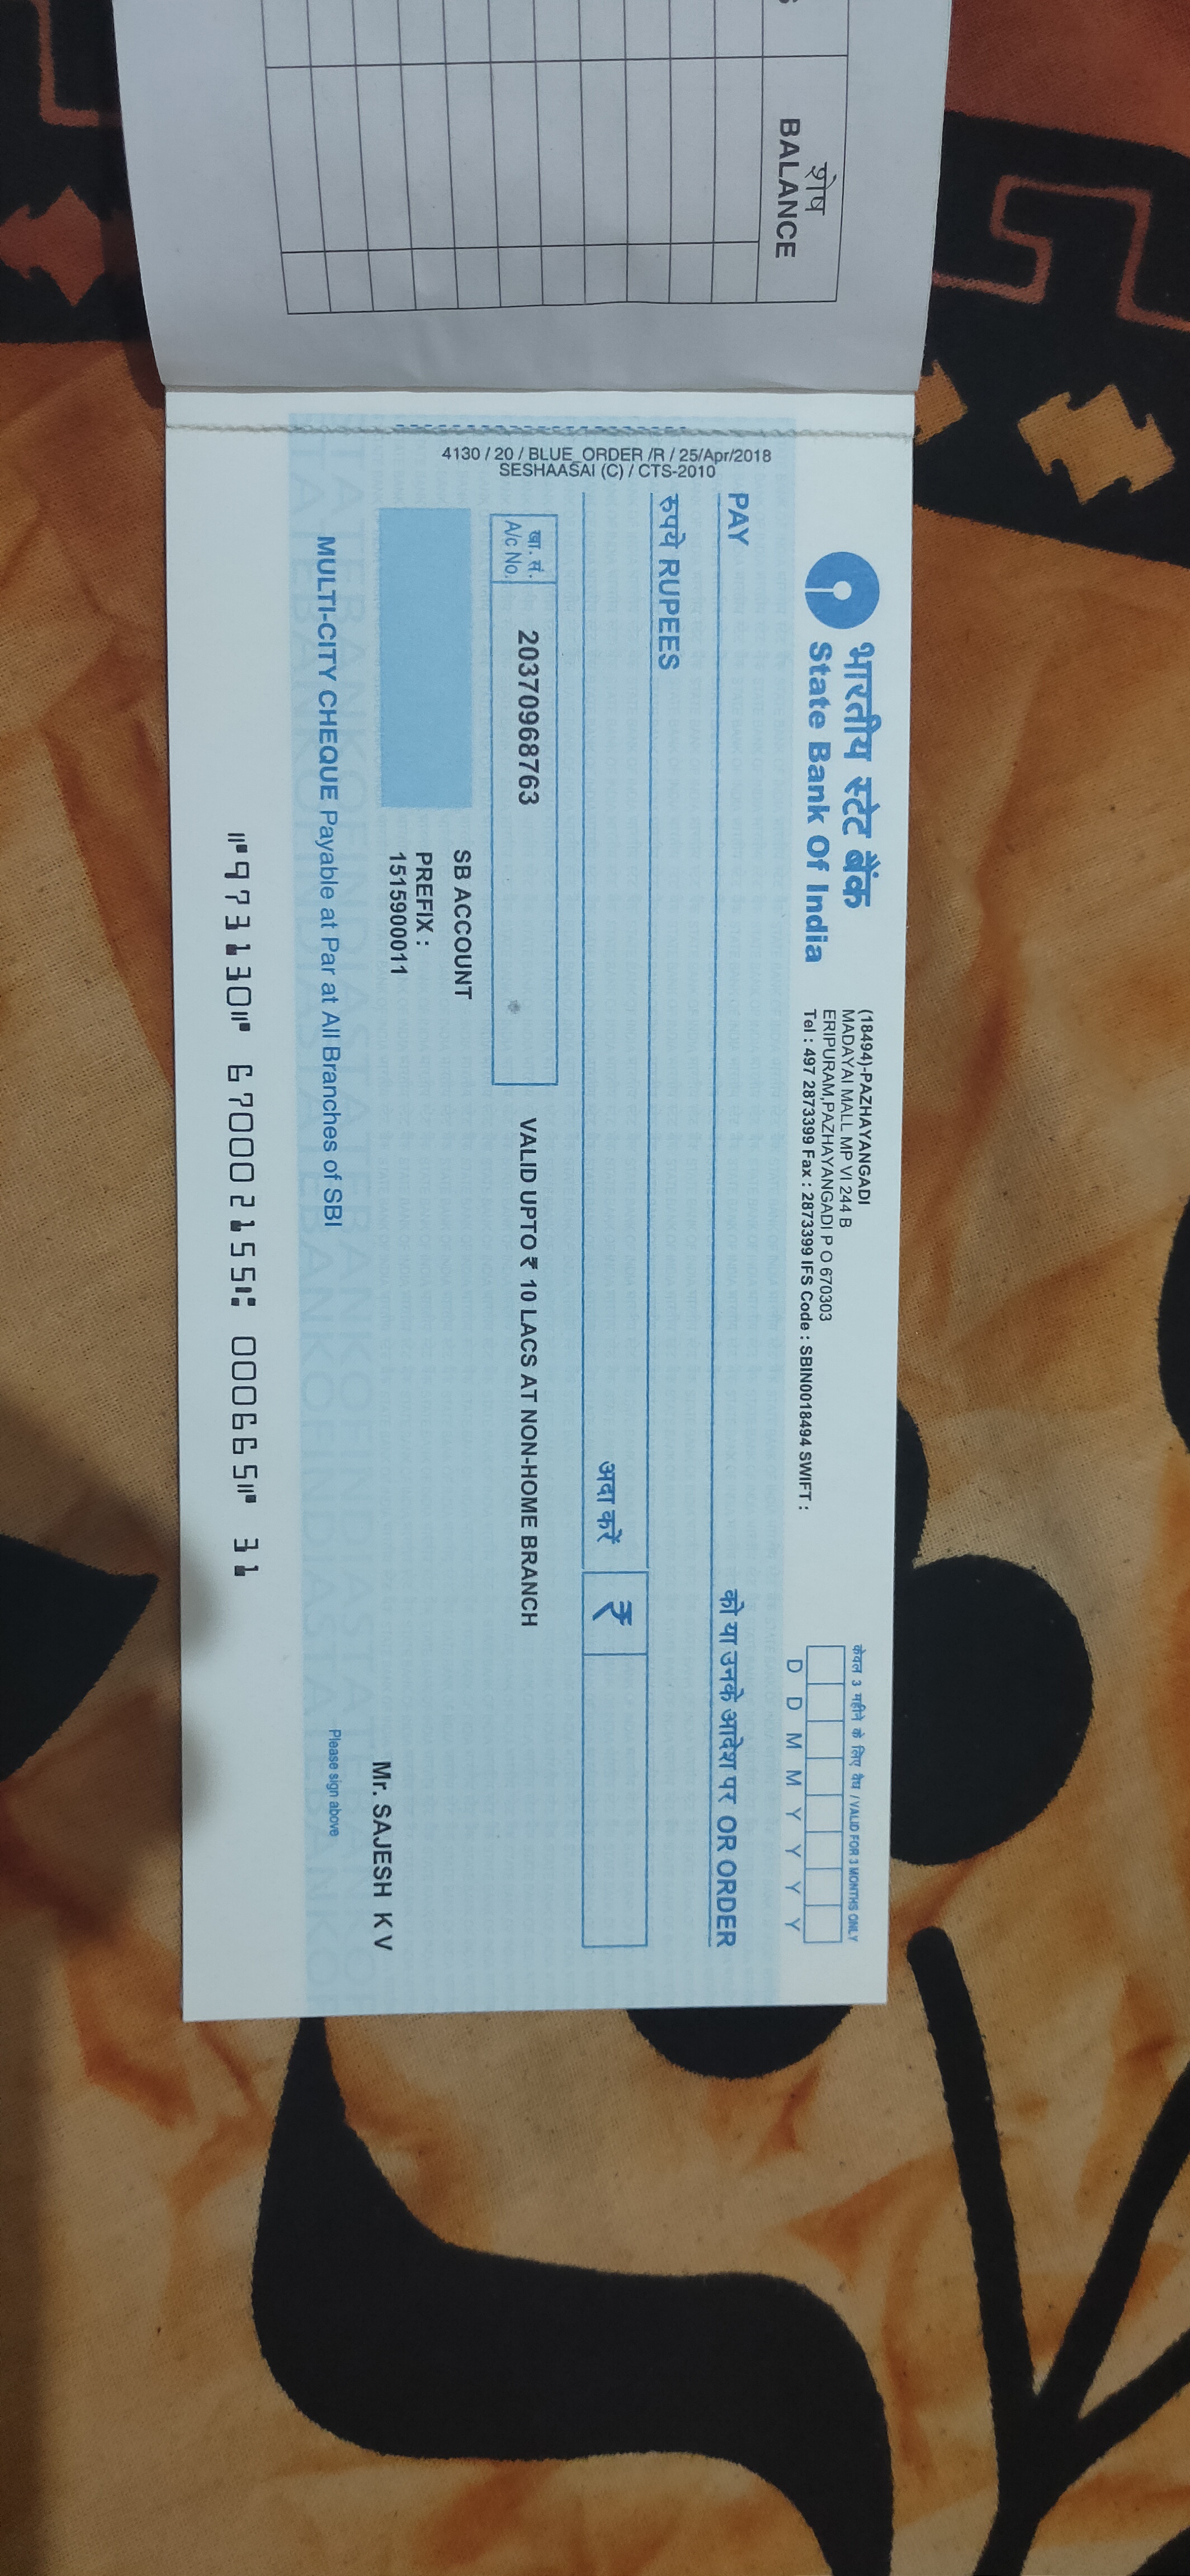 शेष
BALANCE
4130 / 20 / BLUE_ORDER /R / 25/Apr/2018
SESHAASAI (C) / CTS-2010
भारतीय स्टेट बैंक
State Bank Of India
(18494)-PAZHAYANGADI
MADAYAI MALL MP VI 244 B
ERIPURAM,PAZHAYANGADI P O 670303
Tel : 497 2873399 Fax : 2873399 IFS Code : SBIN0018494 SWIFT :
केवल 3 महीने के लिए वैध / VALID FOR 3 MONTHS ONLY
D D M M Y Y Y Y
PAY
को या उनके आदेश पर OR ORDER
रुपये RUPEES
अदा करें ₹
खा. सं.
A/c No.
20370968763
VALID UPTO ₹ 10 LACS AT NON-HOME BRANCH
SB ACCOUNT
PREFIX :
1515900011
Mr. SAJESH K V
MULTI-CITY CHEQUE Payable at Par at All Branches of SBI
Please sign above
⑈973130⑈ 670002155⑆ 000665⑈ 31